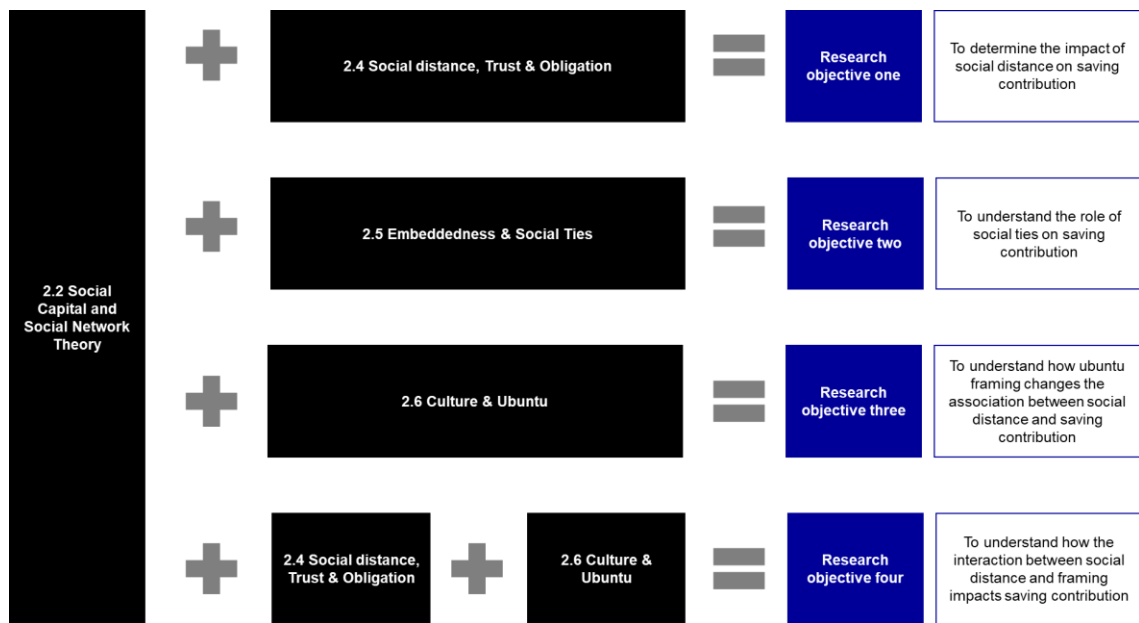 2.4 Social distance, Trust & Obligation
Research
objective one
To determine the impact of
social distance on saving
contribution
2.5 Embeddedness & Social Ties
Research
objective two
To understand the role of
social ties on saving
contribution
2.2 Social
Capital and
Social Network
Theory
2.6 Culture & Ubuntu
Research
objective three
To understand how ubuntu
framing changes the
association between social
distance and saving
contribution
2.4 Social distance,
Trust & Obligation
2.6 Culture &
Ubuntu
Research
objective four
To understand how the
interaction between social
distance and framing
impacts saving contribution